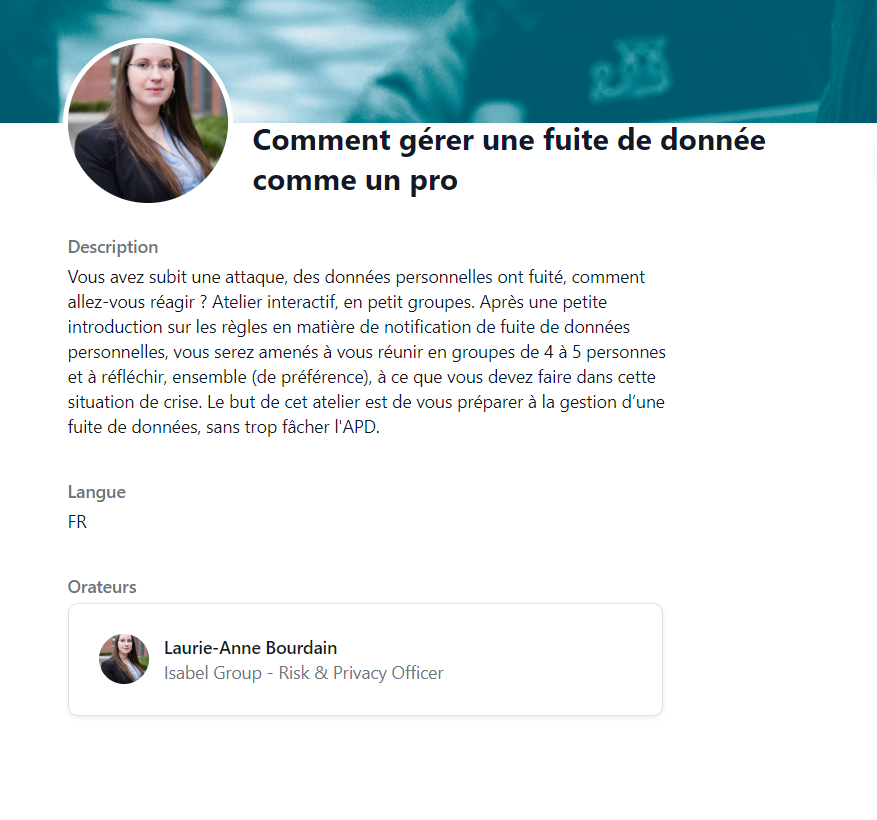 Comment gérer une fuite de donnée
comme un pro
Description
Vous avez subit une attaque, des données personnelles ont fuité, comment
allez-vous réagir ? Atelier interactif, en petit groupes. Après une petite
introduction sur les règles en matière de notification de fuite de données
personnelles, vous serez amenés à vous réunir en groupes de 4 à 5 personnes
et à réfléchir, ensemble (de préférence), à ce que vous devez faire dans cette
situation de crise. Le but de cet atelier est de vous préparer à la gestion d’une
fuite de données, sans trop fâcher l'APD.
Langue
FR
Orateurs
Laurie-Anne Bourdain
Isabel Group - Risk & Privacy Officer